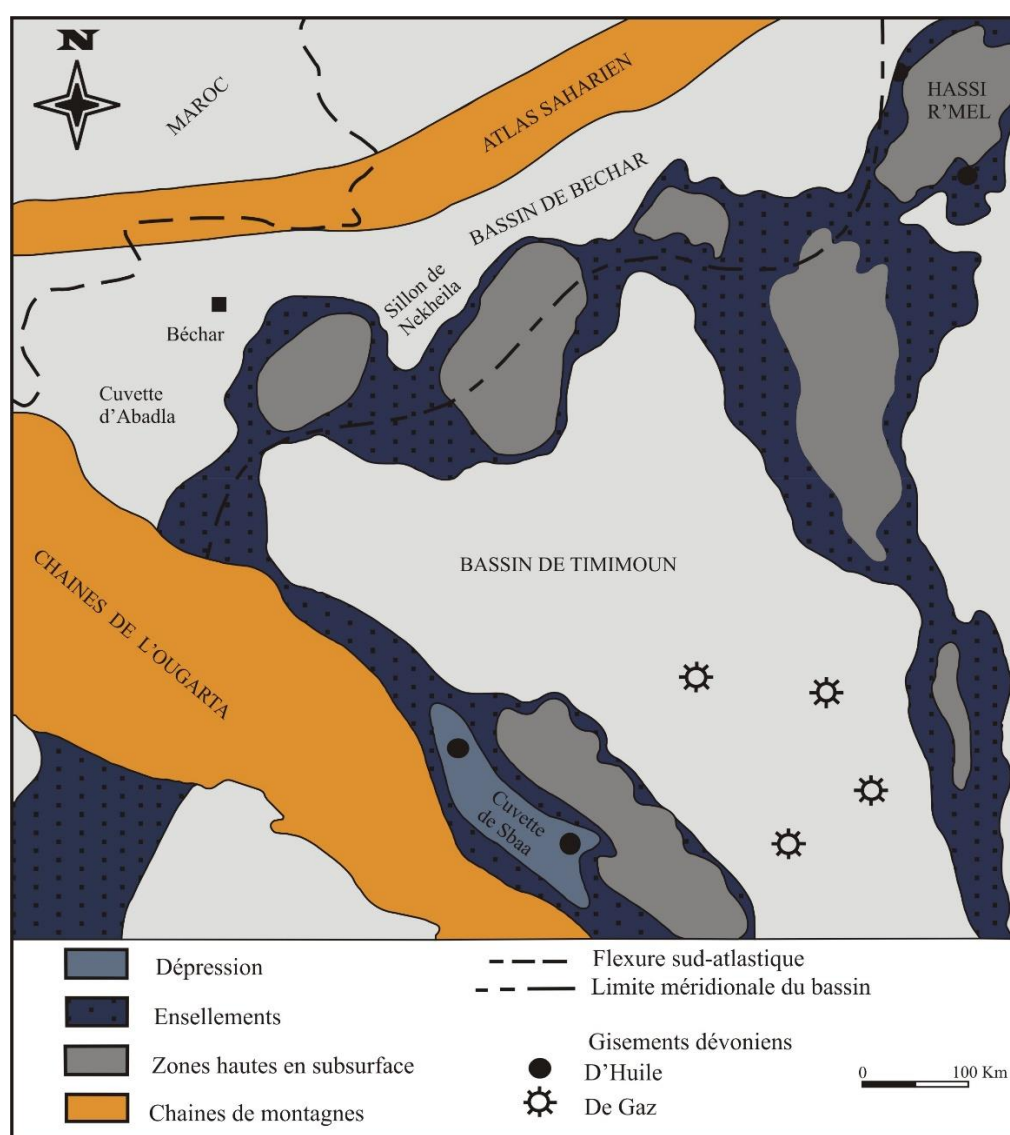 N
MAROC
ATLAS SAHARIEN
HASSI
R'MEL
BASSIN DE BECHAR
Sillon de
Nekheila
Béchar
Cuvette
d'Abadla
BASSIN DE TIMIMOUN
CHAINES DE L'OUGARTA
Cuvette
de Sbaa
Dépression
Ensellements
Zones hautes en subsurface
Chaines de montagnes
Flexure sud-atlastique
Limite méridionale du bassin
Gisements dévoniens
D'Huile
De Gaz
0 100 Km